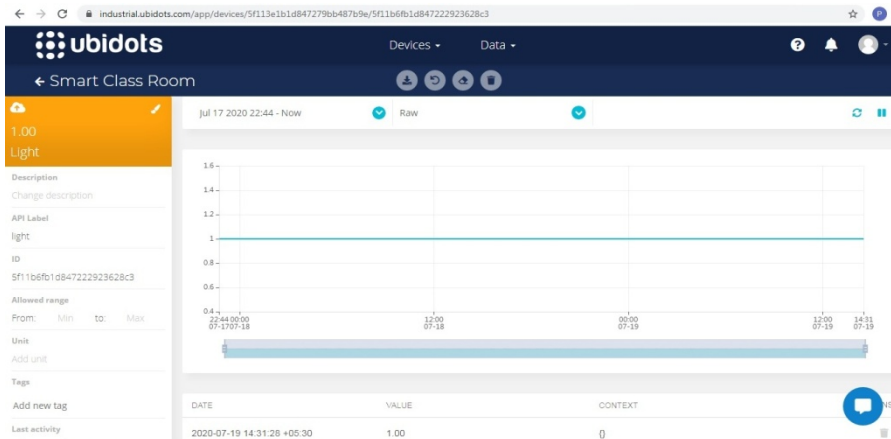 industrial.ubidots.com/app/devices/5f113e1b1d847279bb487b9e/5f11b6fb1d847222923628c3
P
ubidots
Devices
Data
?
← Smart Class Room
1.00
Light
Jul 17 2020 22:44 - Now
Raw
Description
Change description
API Label
light
ID
5f11b6fb1d847222923628c3
Allowed range
From: Min to: Max
Unit
Add unit
Tags
Add new tag
Last activity
1.6
1.4
1.2
1
0.8
0.6
0.4
22:44 00:00 12:00 00:00 12:00 14:31
07-17 07-18 07-18 07-19 07-19 07-19
DATE VALUE CONTEXT
2020-07-19 14:31:28 +05:30 1.00 {}